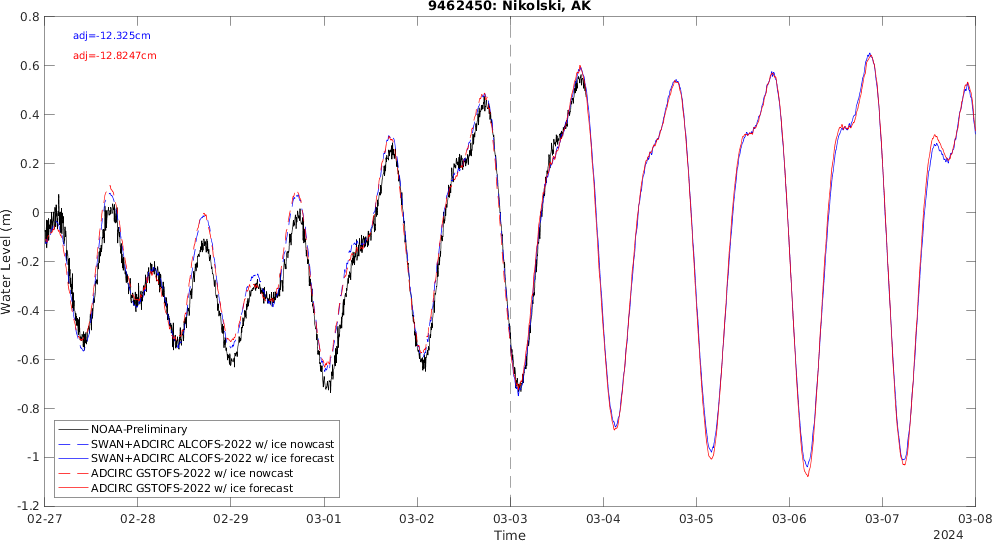 9462450: Nikolski, AK
adj=-12.325cm
adj=-12.8247cm
0.8
0.6
0.4
0.2
0
-0.2
-0.4
-0.6
-0.8
-1
-1.2
Water Level (m)
NOAA-Preliminary
SWAN+ADCIRC ALCOFS-2022 w/ ice nowcast
SWAN+ADCIRC ALCOFS-2022 w/ ice forecast
ADCIRC GSTOFS-2022 w/ ice nowcast
ADCIRC GSTOFS-2022 w/ ice forecast
02-27 02-28 02-29 03-01 03-02 03-03 03-04 03-05 03-06 03-07 03-08
Time
2024